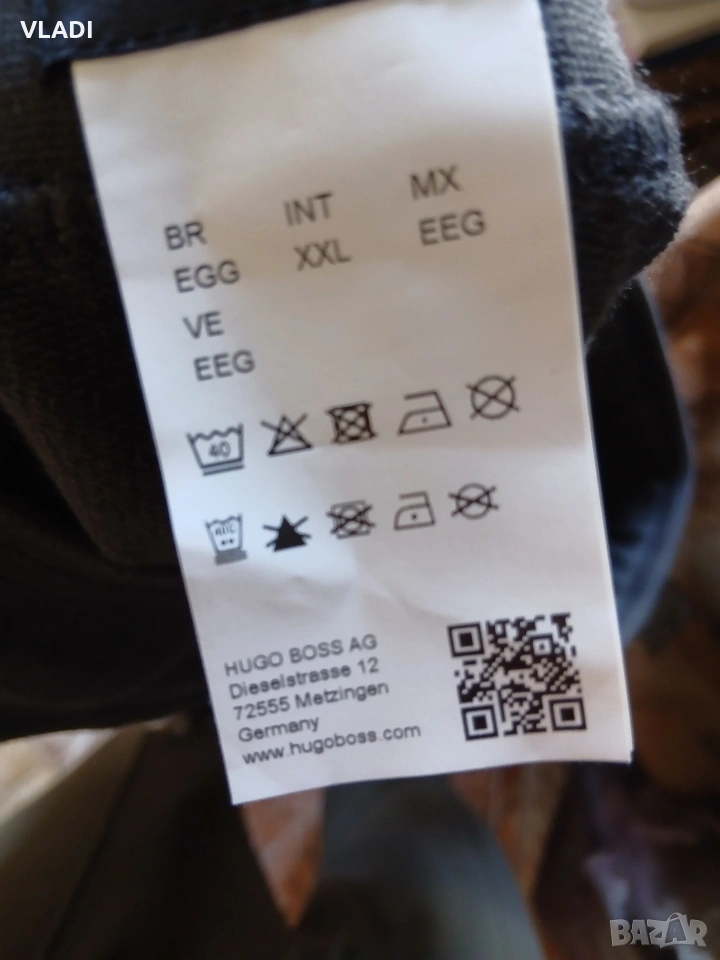 VLADI
BR INT MX
EGG XXL EEG
VE
EEG
40
HUGO BOSS AG
Dieselstrasse 12
72555 Metzingen
Germany
www.hugoboss.com
BAZAR